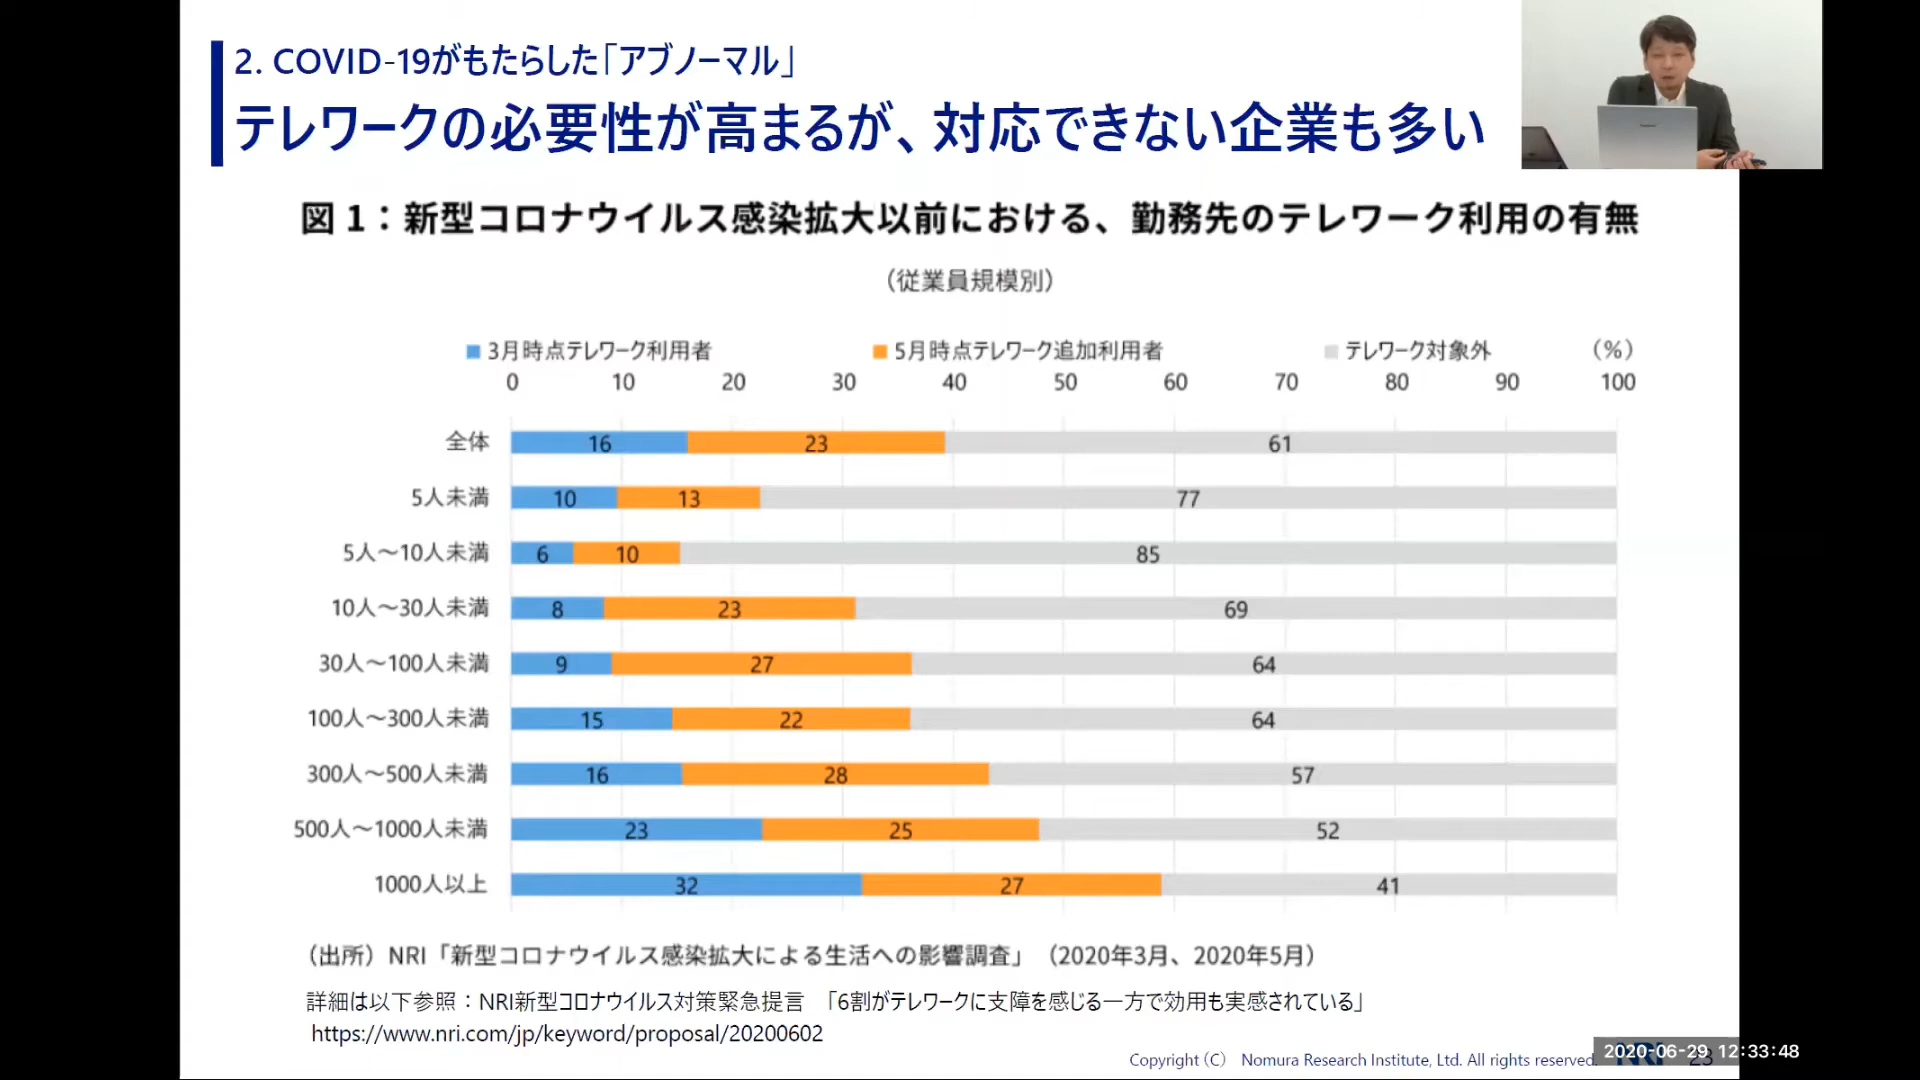 2. COVID-19がもたらした「アブノーマル」
テレワークの必要性が高まるが、対応できない企業も多い
図1：新型コロナウイルス感染拡大以前における、勤務先のテレワーク利用の有無
（従業員規模別）
3月時点テレワーク利用者 5月時点テレワーク追加利用者 テレワーク対象外 （%）
0 10 20 30 40 50 60 70 80 90 100
全体 16 23 61
5人未満 10 13 77
5人～10人未満 6 10 85
10人～30人未満 8 23 69
30人～100人未満 9 27 64
100人～300人未満 15 22 64
300人～500人未満 16 28 57
500人～1000人未満 23 25 52
1000人以上 32 27 41
（出所）NRI「新型コロナウイルス感染拡大による生活への影響調査」（2020年3月、2020年5月）
詳細は以下参照：NRI新型コロナウイルス対策緊急提言　「6割がテレワークに支障を感じる一方で効用も実感されている」
https://www.nri.com/jp/keyword/proposal/20200602
Copyright（C） Nomura Research Institute, Ltd. All rights reserved.
NRI 23
2020-06-29 12:33:48